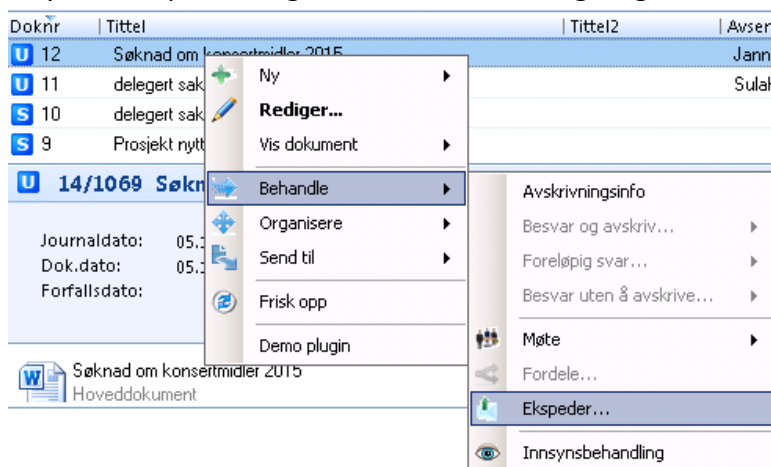 Doknr | Tittel | Tittel2 | Avsen
U 12 Søknad om konsertmidler 2015 Jann
U 11 delegert sak Sulal
S 10 delegert sak
S 9 Prosjekt nytt
Ny
Rediger...
Vis dokument
Behandle
Organisere
Send til
Frisk opp
Demo plugin
U 14/1069 Søkn
Journaldato: 05.1
Dok.dato: 05.1
Forfallsdato:
Avskrivningsinfo
Besvar og avskriv...
Foreløpig svar...
Besvar uten å avskrive...
Møte
Fordele...
Ekspeder...
Innsynsbehandling
W Søknad om konsertmidler 2015
Hoveddokument